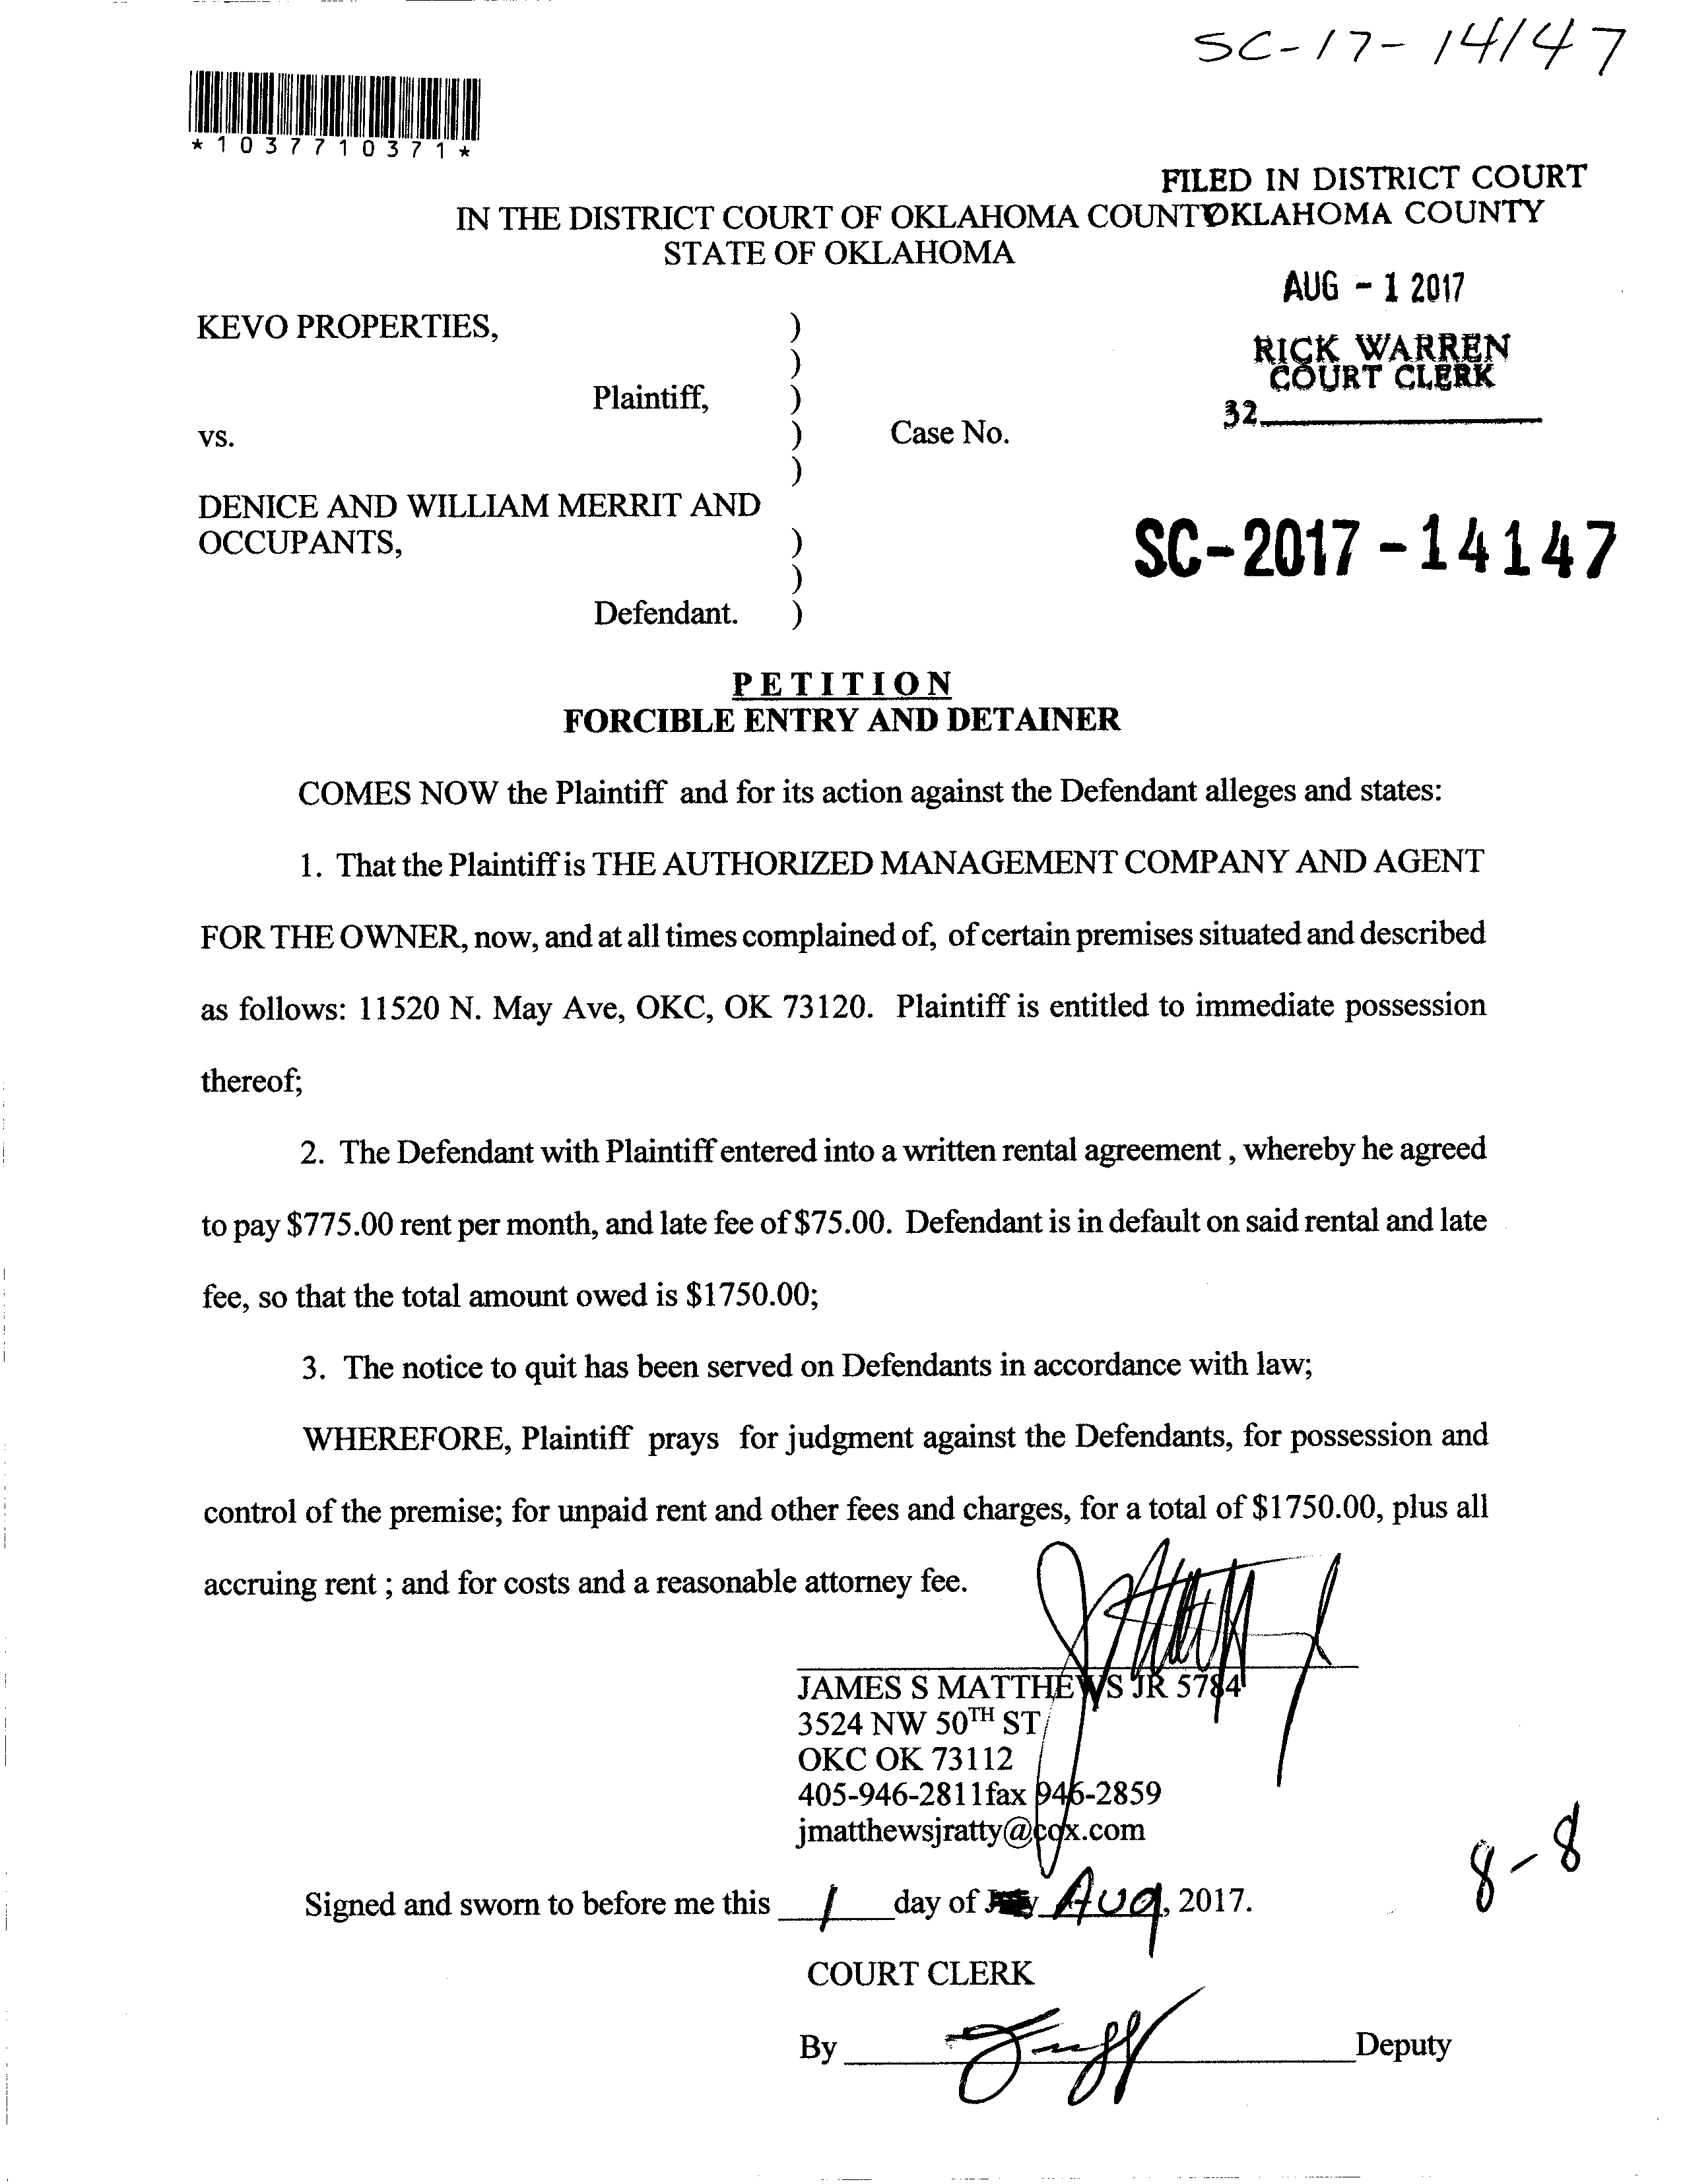 SC-17-14147
*1037710371*
FILED IN DISTRICT COURT
IN THE DISTRICT COURT OF OKLAHOMA COUNTY OKLAHOMA COUNTY
STATE OF OKLAHOMA
AUG - 1 2017
KEVO PROPERTIES, )
RICK WARREN
)
COURT CLERK
Plaintiff, )
32
vs. ) Case No.
)
DENICE AND WILLIAM MERRIT AND
OCCUPANTS, )
SC-2017-14147
)
Defendant. )
PETITION
FORCIBLE ENTRY AND DETAINER
COMES NOW the Plaintiff and for its action against the Defendant alleges and states:
1. That the Plaintiff is THE AUTHORIZED MANAGEMENT COMPANY AND AGENT
FOR THE OWNER, now, and at all times complained of, of certain premises situated and described
as follows: 11520 N. May Ave, OKC, OK 73120. Plaintiff is entitled to immediate possession
thereof;
2. The Defendant with Plaintiff entered into a written rental agreement , whereby he agreed
to pay $775.00 rent per month, and late fee of $75.00. Defendant is in default on said rental and late
fee, so that the total amount owed is $1750.00;
3. The notice to quit has been served on Defendants in accordance with law;
WHEREFORE, Plaintiff prays for judgment against the Defendants, for possession and
control of the premise; for unpaid rent and other fees and charges, for a total of $1750.00, plus all
accruing rent ; and for costs and a reasonable attorney fee.
JAMES S MATTHEWS JR 5784
3524 NW 50TH ST
OKC OK 73112
405-946-2811fax 946-2859
jmatthewsjratty@cox.com
8-8
Signed and sworn to before me this 1 day of July Aug, 2017.
COURT CLERK
By Deputy